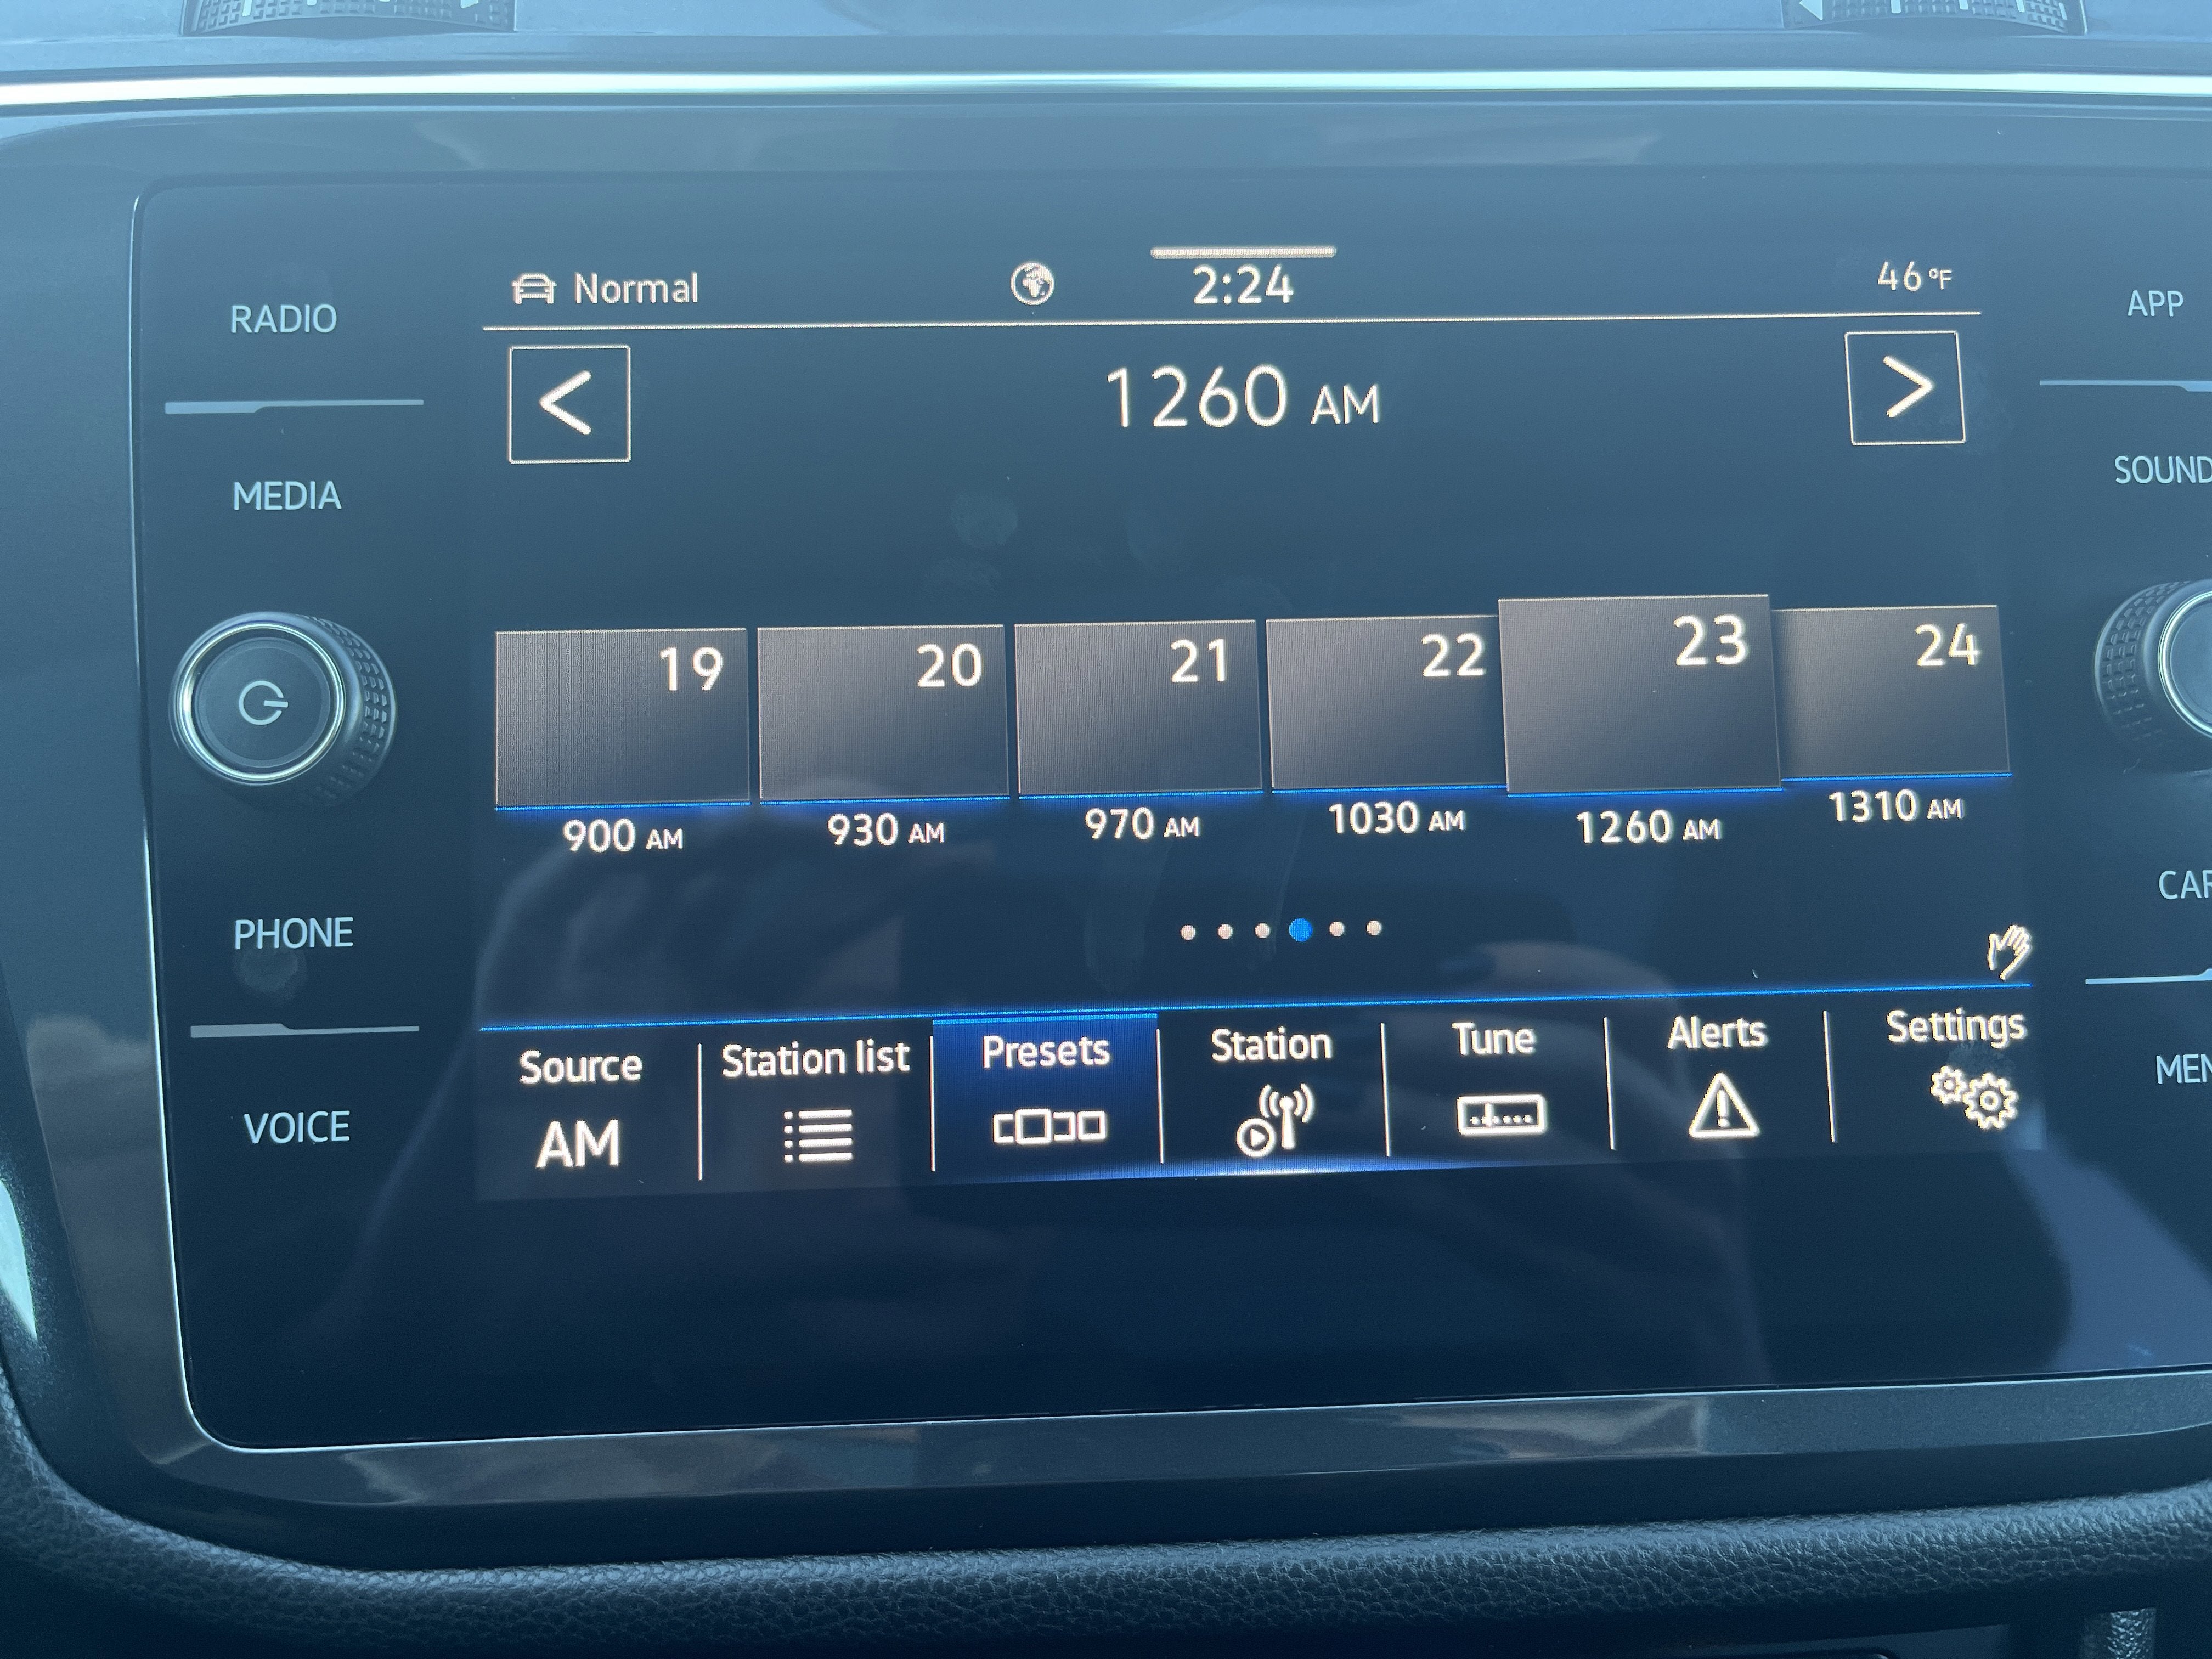 RADIO
MEDIA
PHONE
VOICE
Normal
2:24
46 °F
1260 AM
19 20 21 22 23 24
900 AM 930 AM 970 AM 1030 AM 1260 AM 1310 AM
Source Station list Presets Station Tune Alerts Settings
AM
APP
SOUND
CAR
MEN